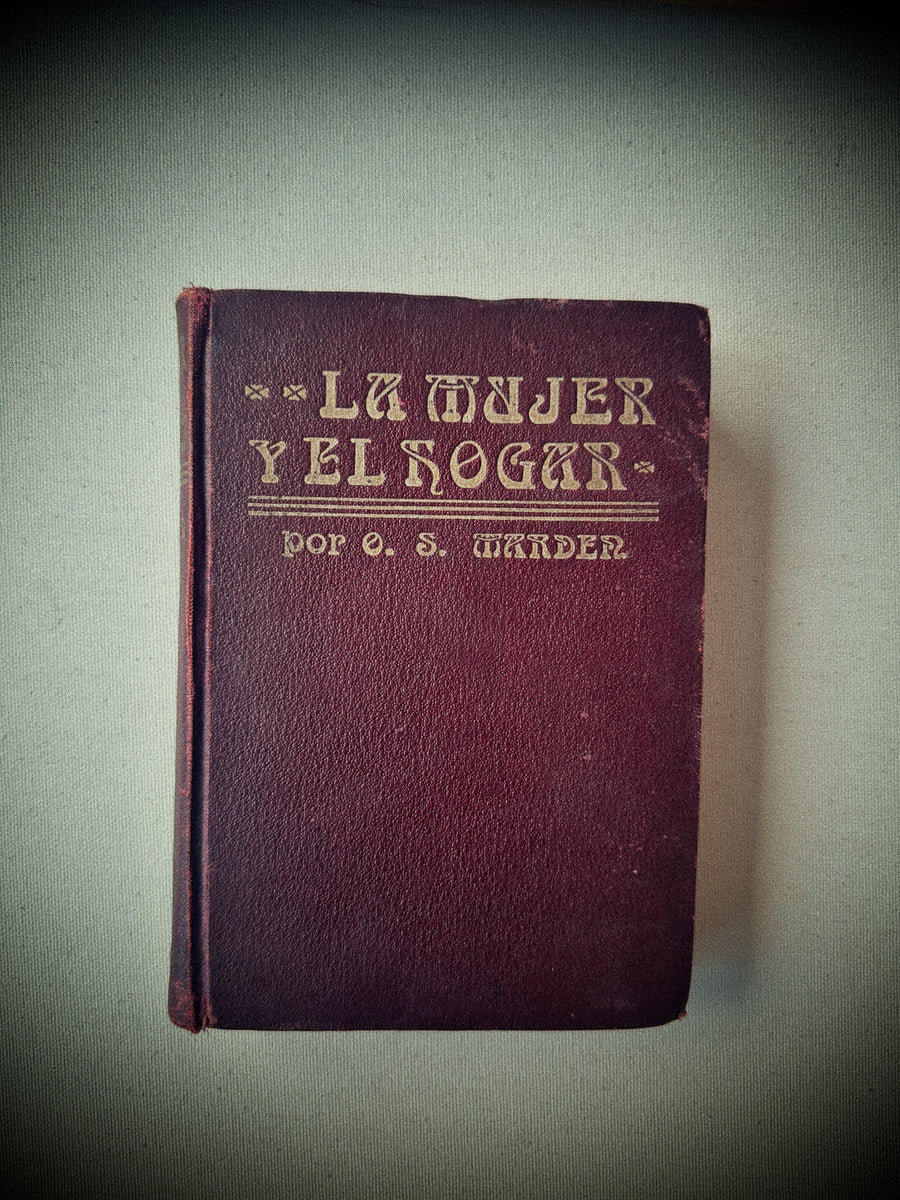 LA MUJER
Y EL HOGAR
por O. S. MARDEN